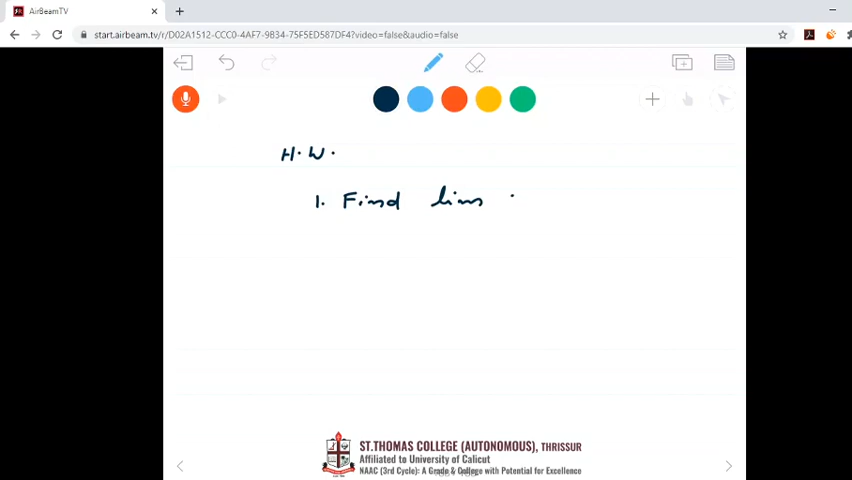 AirBeamTV
start.airbeam.tv/r/D02A1512-CCC0-4AF7-9834-75F5ED587DF4?video=false&audio=false
H.W.
1. Find lim
ST.THOMAS COLLEGE (AUTONOMOUS), THRISSUR
Affiliated to University of Calicut
NAAC (3rd Cycle): A Grade & College with Potential for Excellence